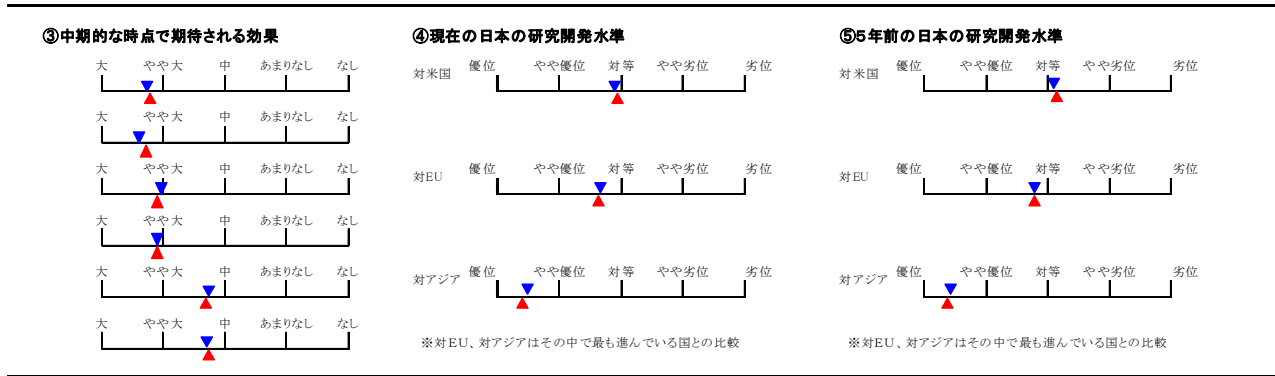 ③中期的な時点で期待される効果
大 やや大 中 あまりなし なし
大 やや大 中 あまりなし なし
大 やや大 中 あまりなし なし
大 やや大 中 あまりなし なし
大 やや大 中 あまりなし なし
大 やや大 中 あまりなし なし
④現在の日本の研究開発水準
対米国 優位 やや優位 対等 やや劣位 劣位
対EU 優位 やや優位 対等 やや劣位 劣位
対アジア 優位 やや優位 対等 やや劣位 劣位
※対EU、対アジアはその中で最も進んでいる国との比較
⑤5年前の日本の研究開発水準
対米国 優位 やや優位 対等 やや劣位 劣位
対EU 優位 やや優位 対等 やや劣位 劣位
対アジア 優位 やや優位 対等 やや劣位 劣位
※対EU、対アジアはその中で最も進んでいる国との比較